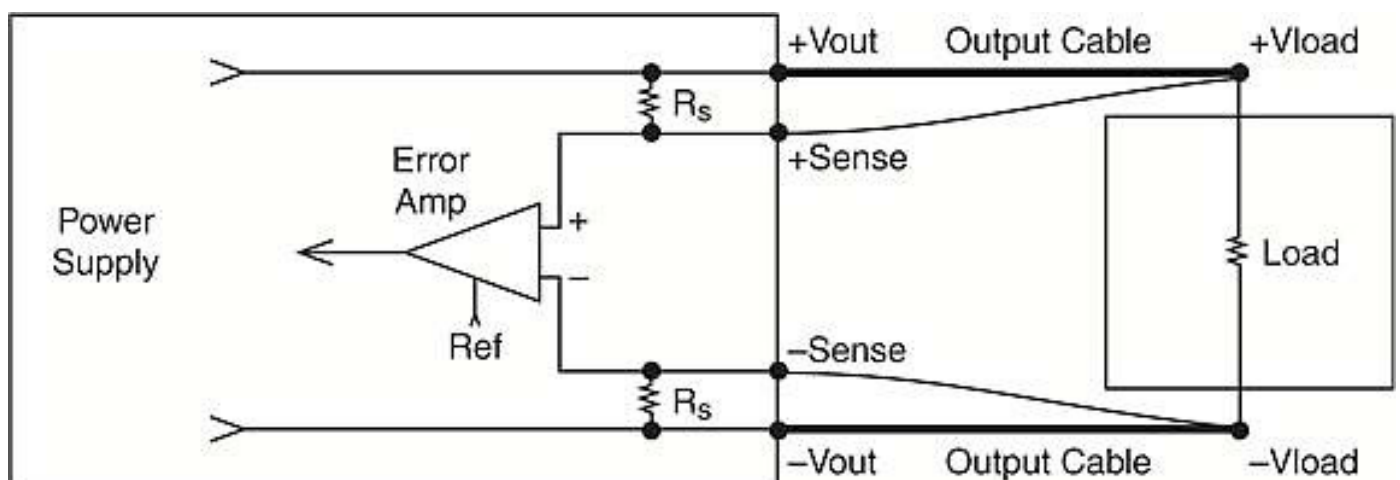 +Vout Output Cable +Vload
Rs
+Sense
Error
Amp
+
Power
Supply
−
Load
Ref
−Sense
Rs
−Vout Output Cable −Vload